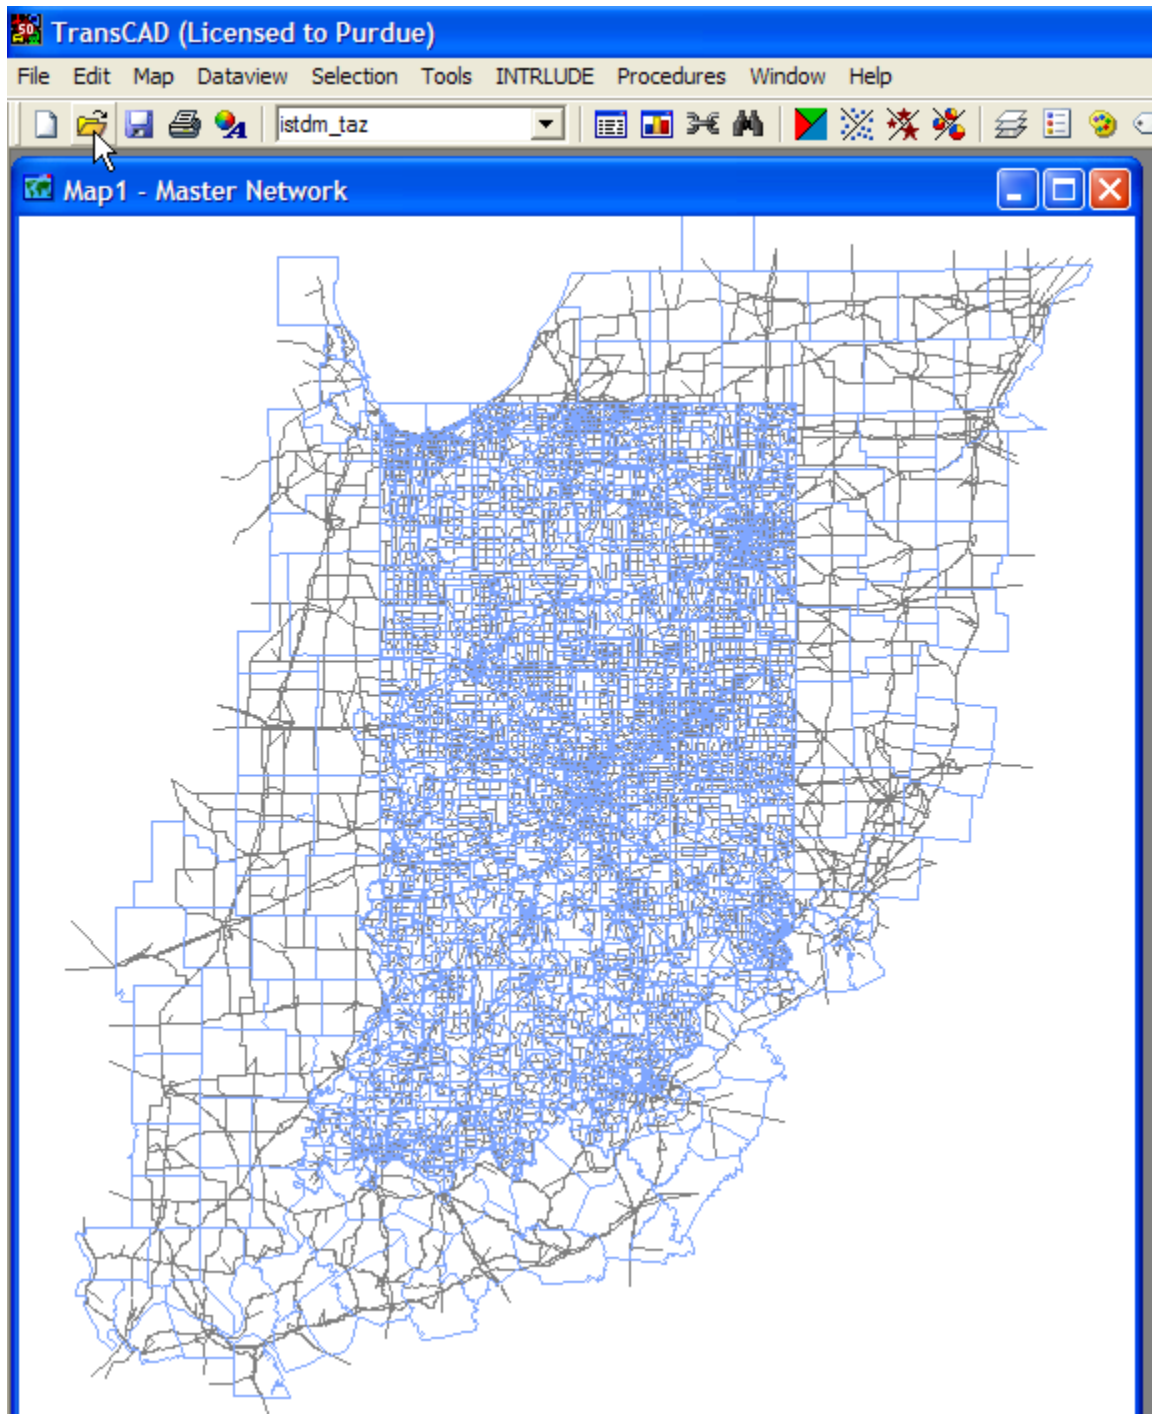 TransCAD (Licensed to Purdue)
File Edit Map Dataview Selection Tools INTRLUDE Procedures Window Help
istdm_taz
Map1 - Master Network